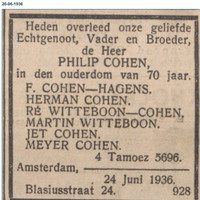 26-06-1936
Heden overleed onze geliefde
Echtgenoot, Vader en Broeder,
de Heer
PHILIP COHEN,
in den ouderdom van 70 jaar.
F. COHEN—HAGENS.
HERMAN COHEN.
RÉ WITTEBOON—COHEN.
MARTIN WITTEBOON.
JET COHEN.
MEYER COHEN.
4 Tamoez 5696.
Amsterdam,
24 Juni 1936.
Blasiusstraat 24. 928